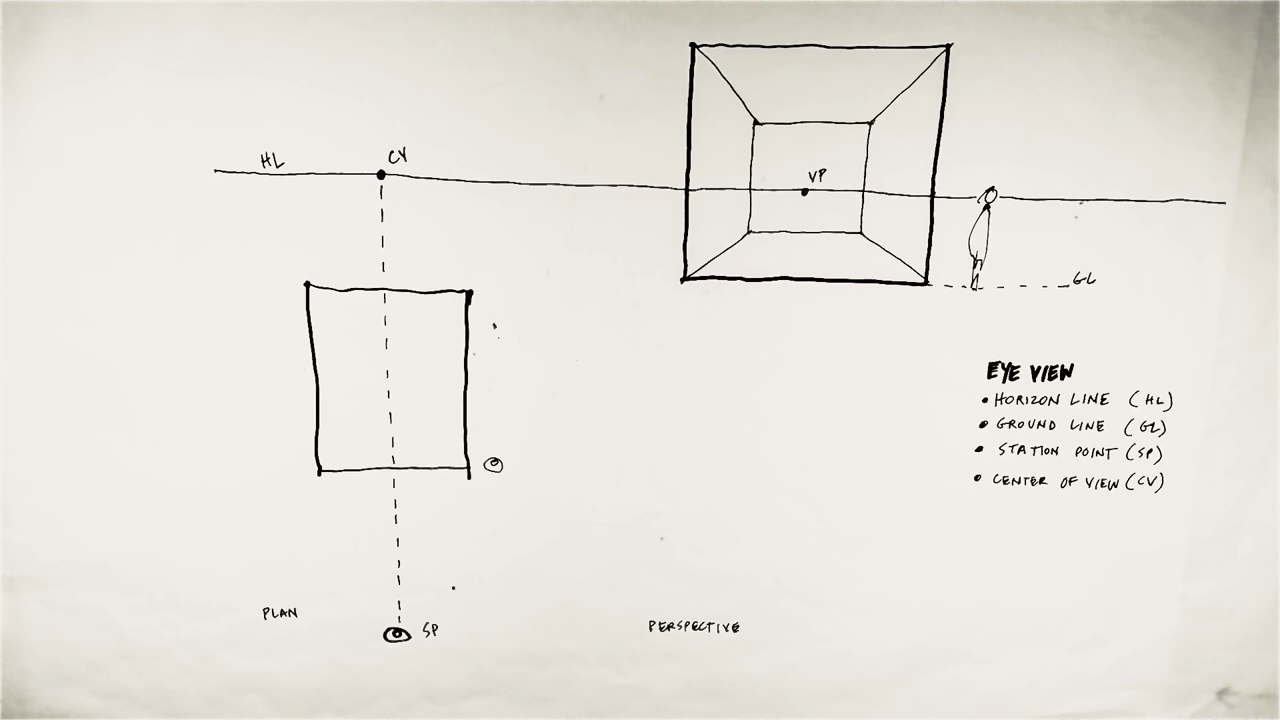 HL
CV
VP
GL
EYE VIEW
• HORIZON LINE (HL)
• GROUND LINE (GL)
• STATION POINT (SP)
• CENTER OF VIEW (CV)
PLAN
SP
PERSPECTIVE